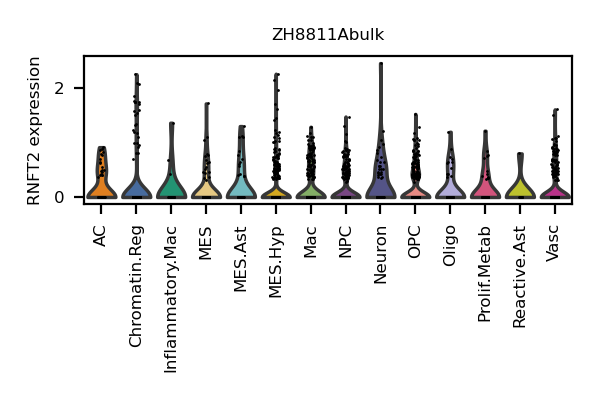 ZH8811Abulk
RNFT2 expression
2
0
AC
Chromatin.Reg
Inflammatory.Mac
MES
MES.Ast
MES.Hyp
Mac
NPC
Neuron
OPC
Oligo
Prolif.Metab
Reactive.Ast
Vasc